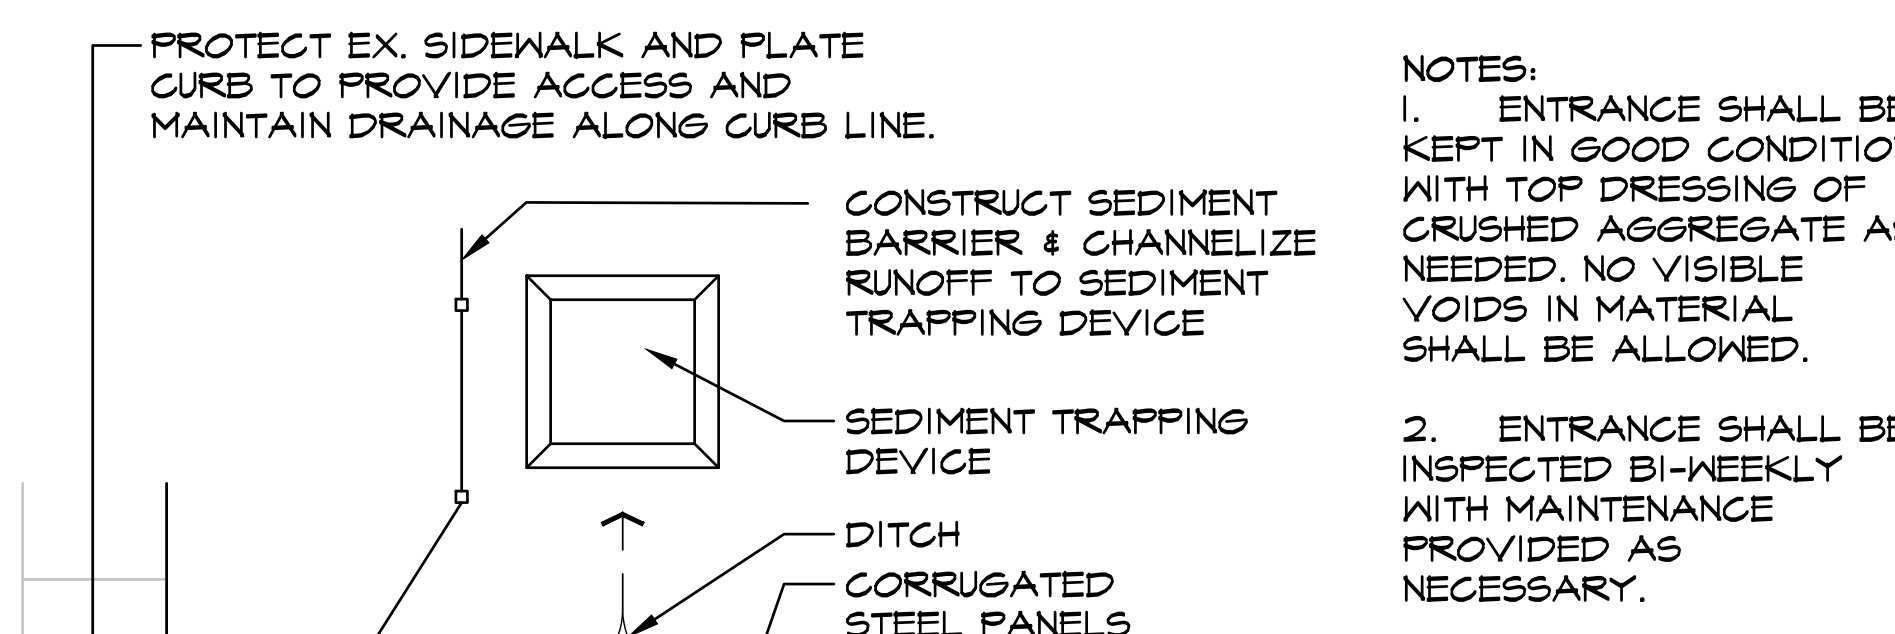 PROTECT EX. SIDEWALK AND PLATE
CURB TO PROVIDE ACCESS AND
MAINTAIN DRAINAGE ALONG CURB LINE.
CONSTRUCT SEDIMENT
BARRIER & CHANNELIZE
RUNOFF TO SEDIMENT
TRAPPING DEVICE
SEDIMENT TRAPPING
DEVICE
DITCH
CORRUGATED
STEEL PANELS
NOTES:
1. ENTRANCE SHALL BE
KEPT IN GOOD CONDITIO
WITH TOP DRESSING OF
CRUSHED AGGREGATE AS
NEEDED. NO VISIBLE
VOIDS IN MATERIAL
SHALL BE ALLOWED.
2. ENTRANCE SHALL BE
INSPECTED BI-WEEKLY
WITH MAINTENANCE
PROVIDED AS
NECESSARY.